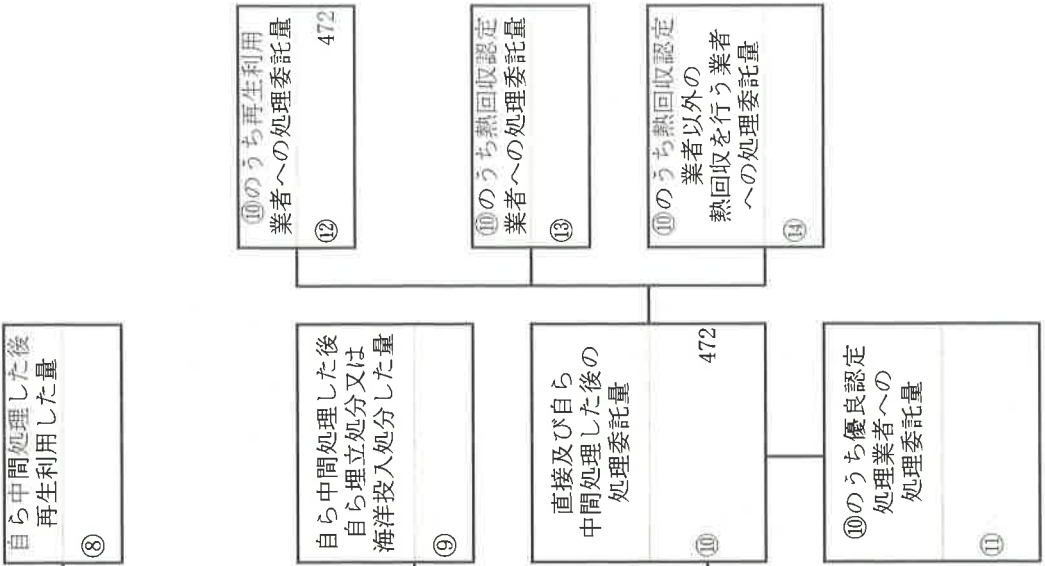 自ら中間処理した後
再生利用した量
⑧
自ら中間処理した後
自ら埋立処分又は
海洋投入処分した量
⑨
直接及び自ら
中間処理した後の
処理委託量
⑩ 472
⑩のうち優良認定
処理業者への
処理委託量
⑪
⑩のうち再生利用
業者への処理委託量
⑫ 472
⑩のうち熱回収認定
業者への処理委託量
⑬
⑩のうち熱回収認定
業者以外の
熱回収を行う業者
への処理委託量
⑭